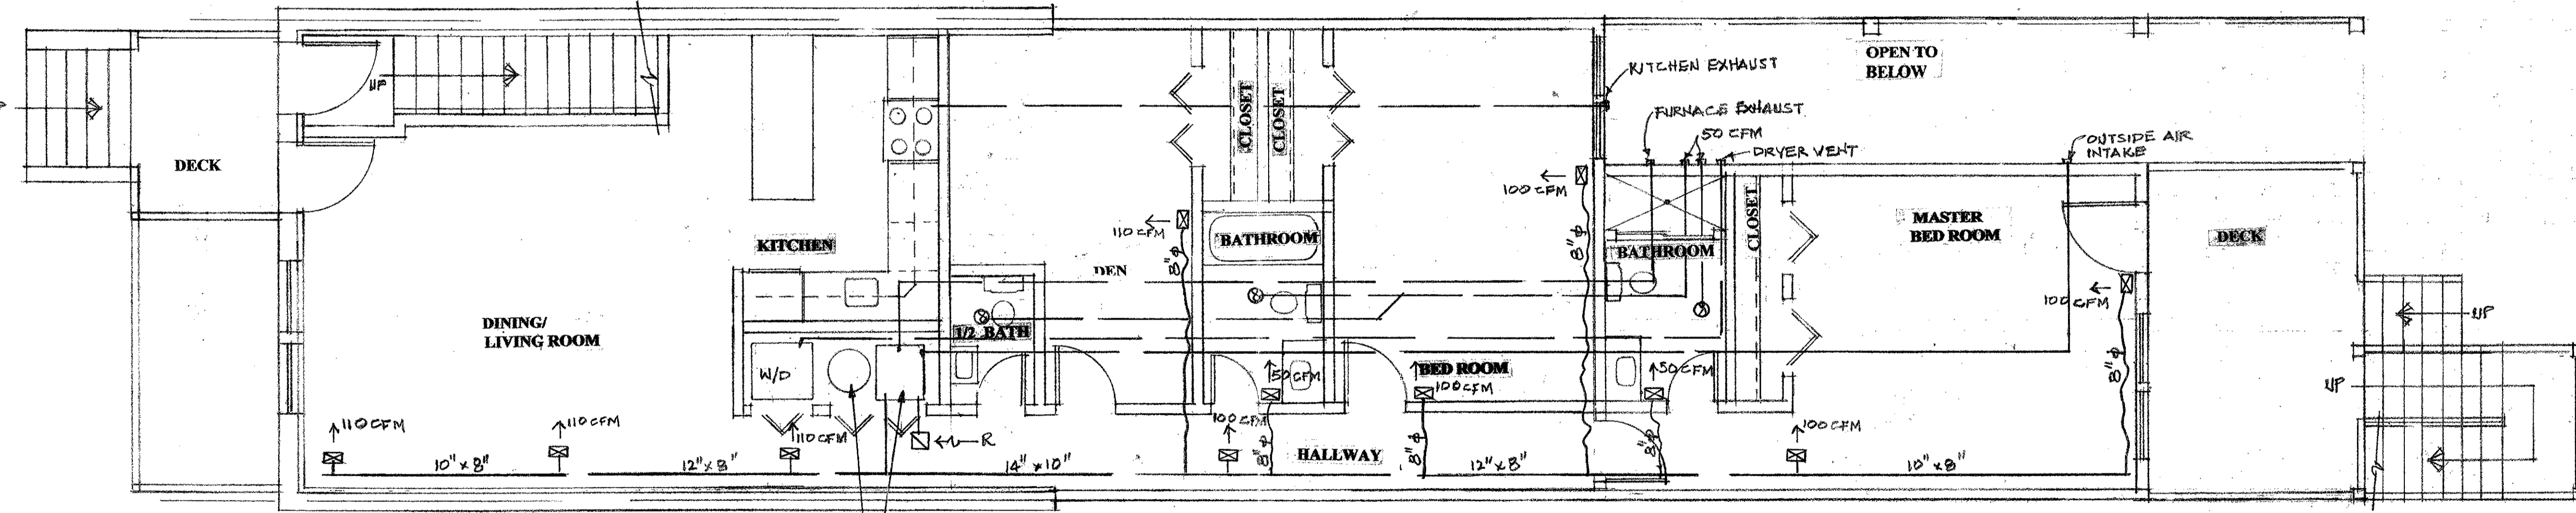 OPEN TO
BELOW
KITCHEN EXHAUST
FURNACE EXHAUST
50 CFM
DRYER VENT
OUTSIDE AIR
INTAKE
UP
DECK
CLOSET
CLOSET
100 CFM
8"φ
CLOSET
MASTER
BED ROOM
DECK
KITCHEN
110 CFM
8"φ
BATHROOM
BATHROOM
DEN
100 CFM
8"φ
UP
DINING/
LIVING ROOM
1/2 BATH
W/D
50 CFM
BED ROOM
100 CFM
50 CFM
UP
110 CFM
110 CFM
110 CFM
R
100 CFM
8"φ
HALLWAY
8"φ
8"φ
100 CFM
10" x 8"
12" x 8"
14" x 10"
12" x 8"
10" x 8"